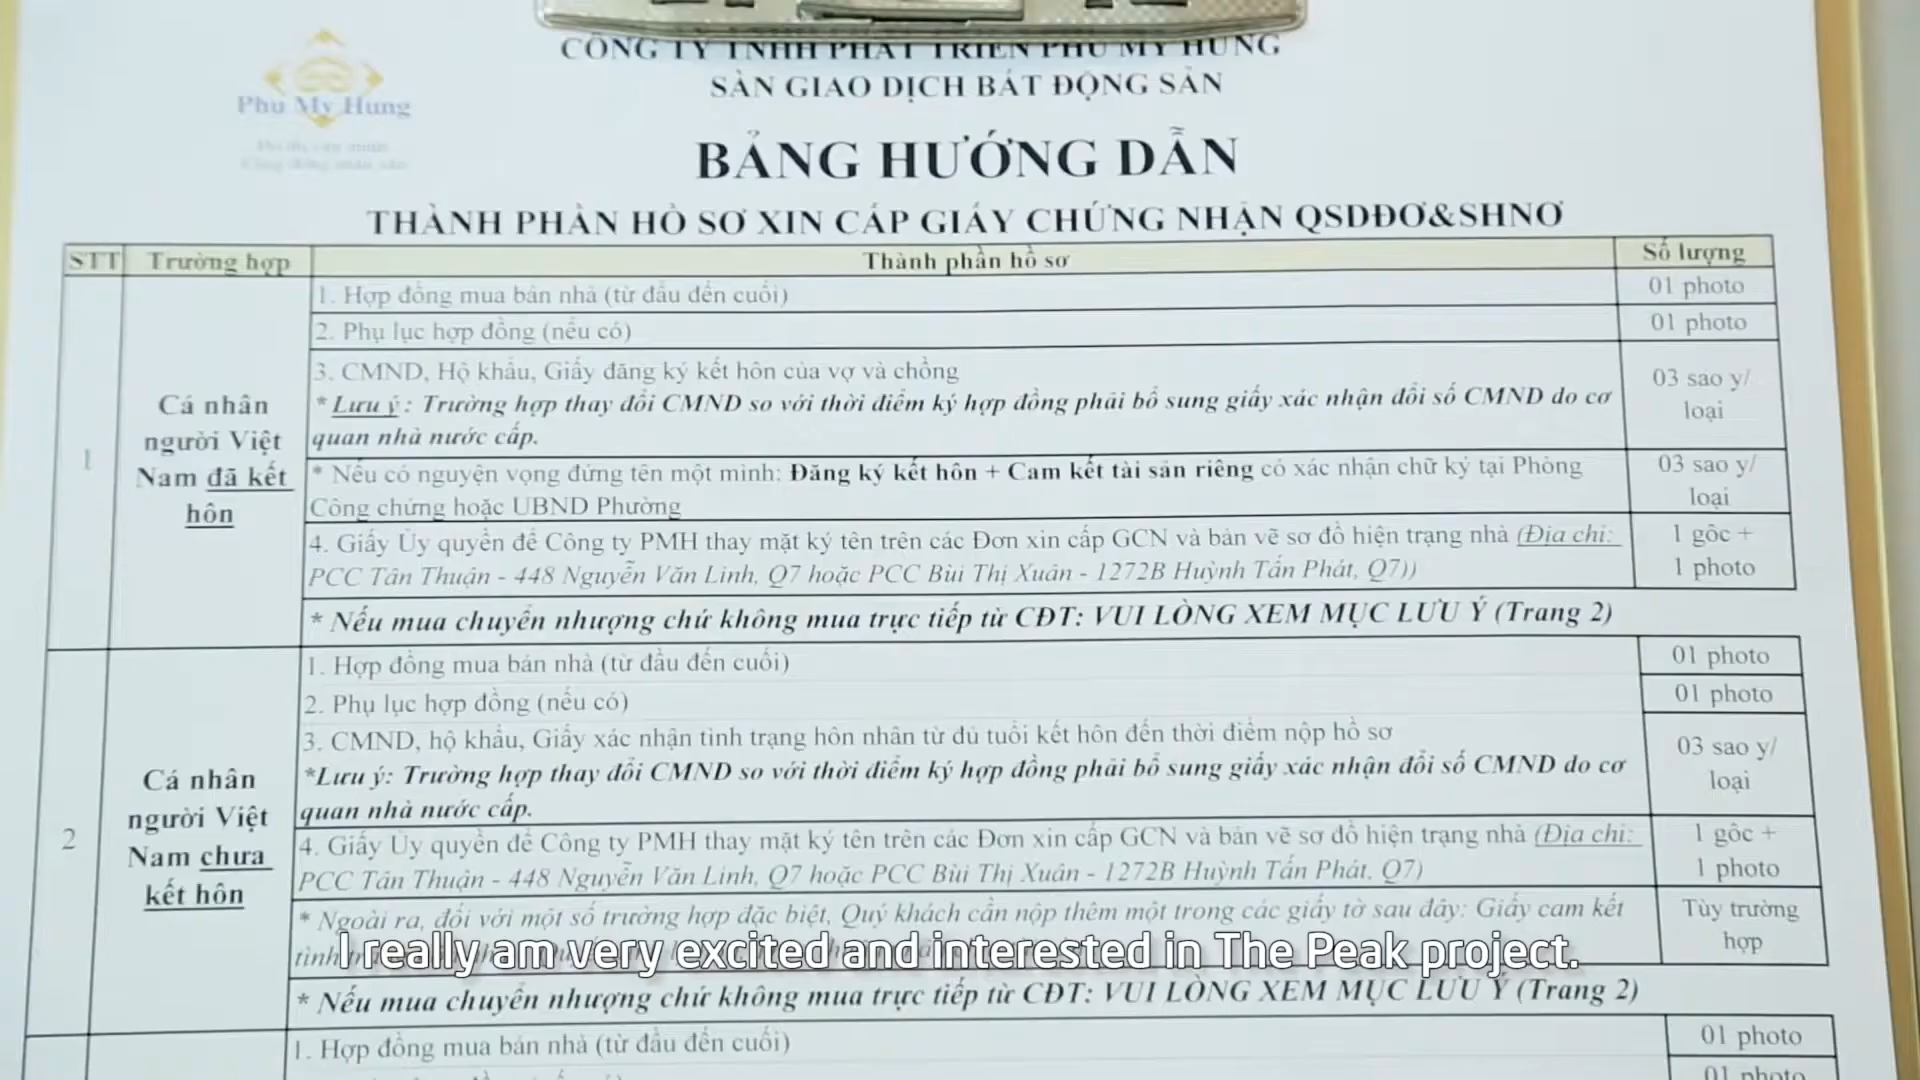 CÔNG TY TNHH PHÁT TRIỂN PHÚ MỸ HƯNG
SÀN GIAO DỊCH BẤT ĐỘNG SẢN
Phu My Hung
BẢNG HƯỚNG DẪN
THÀNH PHẦN HỒ SƠ XIN CẤP GIẤY CHỨNG NHẬN QSDĐƠ&SHNƠ
STT Trường hợp Thành phần hồ sơ Số lượng
1
Cá nhân
người Việt
Nam đã kết
hôn
1. Hợp đồng mua bán nhà (từ đầu đến cuối) 01 photo
2. Phụ lục hợp đồng (nếu có) 01 photo
3. CMND, Hộ khẩu, Giấy đăng ký kết hôn của vợ và chồng
* Lưu ý: Trường hợp thay đổi CMND so với thời điểm ký hợp đồng phải bổ sung giấy xác nhận đổi số CMND do cơ
quan nhà nước cấp.
03 sao y/
loại
* Nếu có nguyện vọng đứng tên một mình: Đăng ký kết hôn + Cam kết tài sản riêng có xác nhận chữ ký tại Phòng
Công chứng hoặc UBND Phường
03 sao y/
loại
4. Giấy Ủy quyền để Công ty PMH thay mặt ký tên trên các Đơn xin cấp GCN và bản vẽ sơ đồ hiện trạng nhà (Địa chỉ:
PCC Tân Thuận - 448 Nguyễn Văn Linh, Q7 hoặc PCC Bùi Thị Xuân - 1272B Huỳnh Tấn Phát, Q7))
1 gốc +
1 photo
* Nếu mua chuyển nhượng chứ không mua trực tiếp từ CĐT: VUI LÒNG XEM MỤC LƯU Ý (Trang 2)
2
Cá nhân
người Việt
Nam chưa
kết hôn
1. Hợp đồng mua bán nhà (từ đầu đến cuối) 01 photo
2. Phụ lục hợp đồng (nếu có) 01 photo
3. CMND, hộ khẩu, Giấy xác nhận tình trạng hôn nhân từ đủ tuổi kết hôn đến thời điểm nộp hồ sơ
*Lưu ý: Trường hợp thay đổi CMND so với thời điểm ký hợp đồng phải bổ sung giấy xác nhận đổi số CMND do cơ
quan nhà nước cấp.
03 sao y/
loại
4. Giấy Ủy quyền để Công ty PMH thay mặt ký tên trên các Đơn xin cấp GCN và bản vẽ sơ đồ hiện trạng nhà (Địa chỉ:
PCC Tân Thuận - 448 Nguyễn Văn Linh, Q7 hoặc PCC Bùi Thị Xuân - 1272B Huỳnh Tấn Phát. Q7)
1 gốc +
1 photo
* Ngoài ra, đối với một số trường hợp đặc biệt, Quý khách cần nộp thêm một trong các giấy tờ sau đây: Giấy cam kết
Tùy trường
hợp
I really am very excited and interested in The Peak project.
* Nếu mua chuyển nhượng chứ không mua trực tiếp từ CĐT: VUI LÒNG XEM MỤC LƯU Ý (Trang 2)
1. Hợp đồng mua bán nhà (từ đầu đến cuối) 01 photo
01 photo